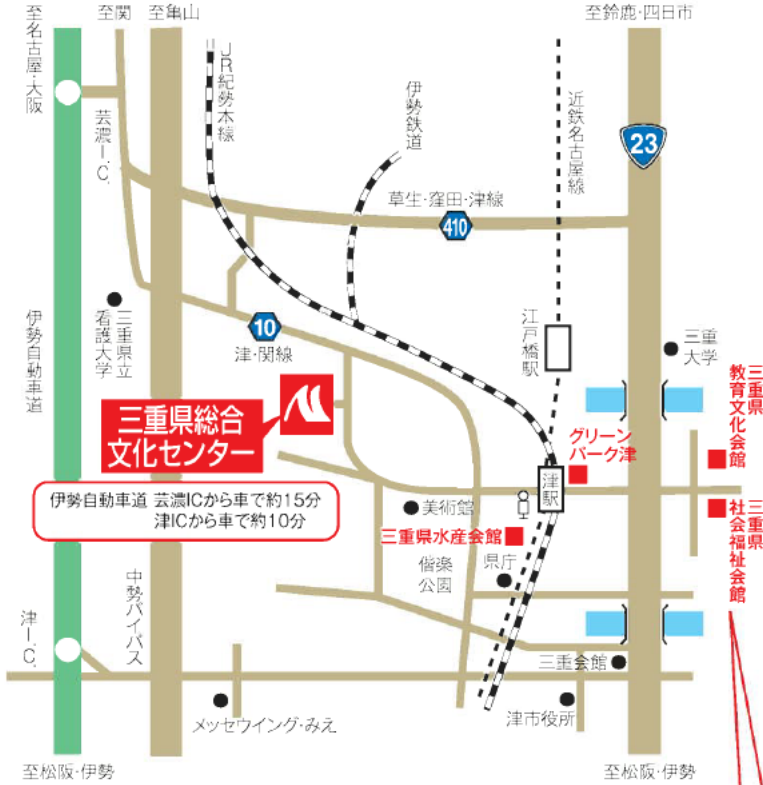 至名古屋・大阪
至関
至亀山
至鈴鹿・四日市
JR紀勢本線
伊勢鉄道
近鉄名古屋線
23
芸濃I.C.
草生・窪田・津線
410
伊勢自動車道
三重県立
看護大学
10
津・関線
江戸橋駅
三重
大学
三重県
教育文化会館
三重県総合
文化センター
グリーン
パーク津
伊勢自動車道 芸濃ICから車で約15分
津ICから車で約10分
美術館
津駅
三重県
社会福祉会館
三重県水産会館
偕楽
公園
県庁
中勢バイパス
津I.C.
三重会館
メッセウイング・みえ
津市役所
至松阪・伊勢
至松阪・伊勢